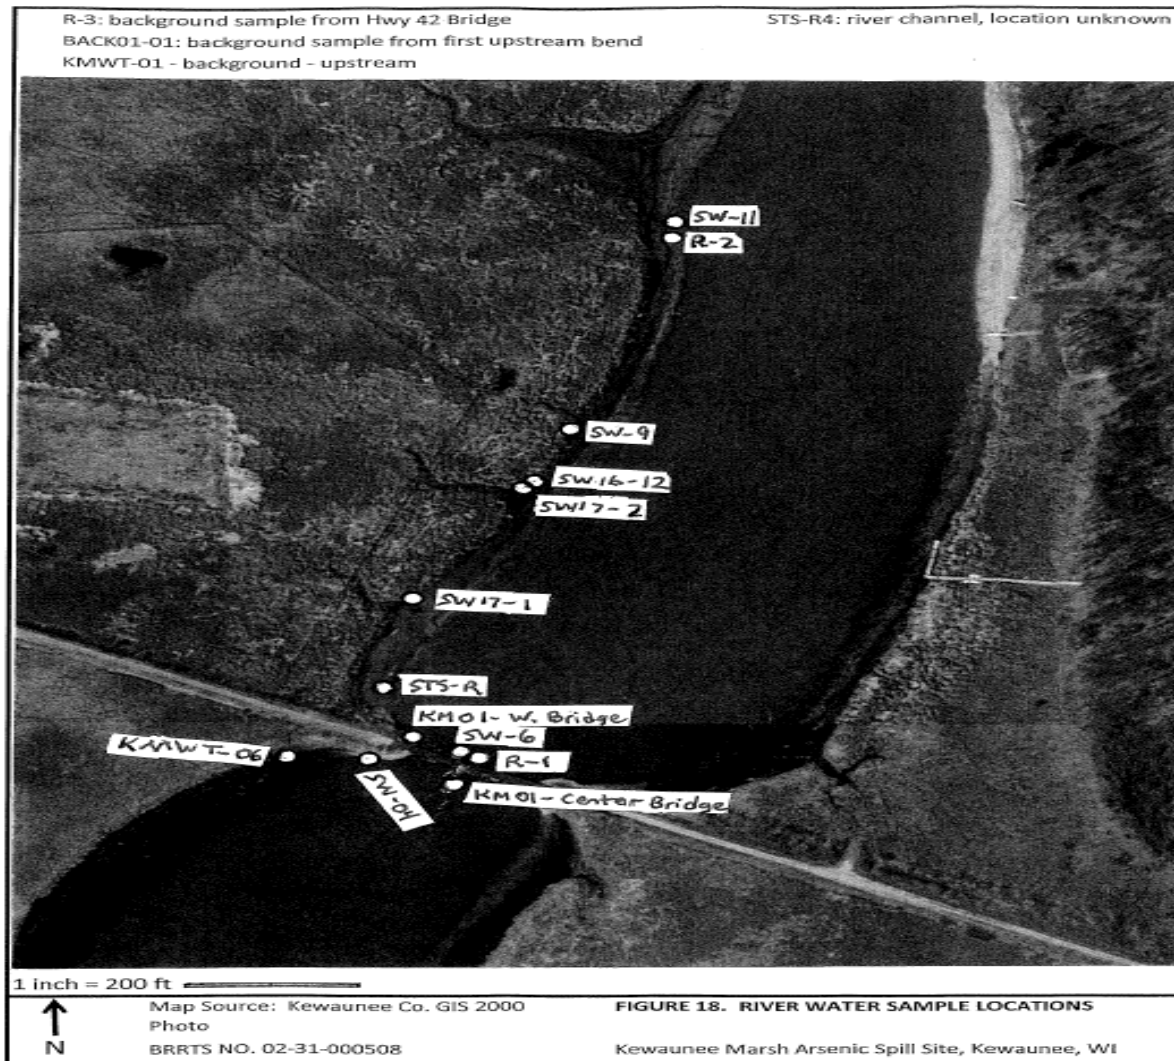 R-3: background sample from Hwy 42 Bridge
STS-R4: river channel, location unknown
BACK01-01: background sample from first upstream bend
KMWT-01 - background - upstream
SW-11
R-2
SW-9
SW16-12
SW17-2
SW17-1
STS-R
KM01-W. Bridge
SW-6
KMWT-06
R-1
SW-04
KM01-Center Bridge
1 inch = 200 ft
N
Map Source: Kewaunee Co. GIS 2000
Photo
BRRTS NO. 02-31-000508
FIGURE 18. RIVER WATER SAMPLE LOCATIONS
Kewaunee Marsh Arsenic Spill Site, Kewaunee, WI